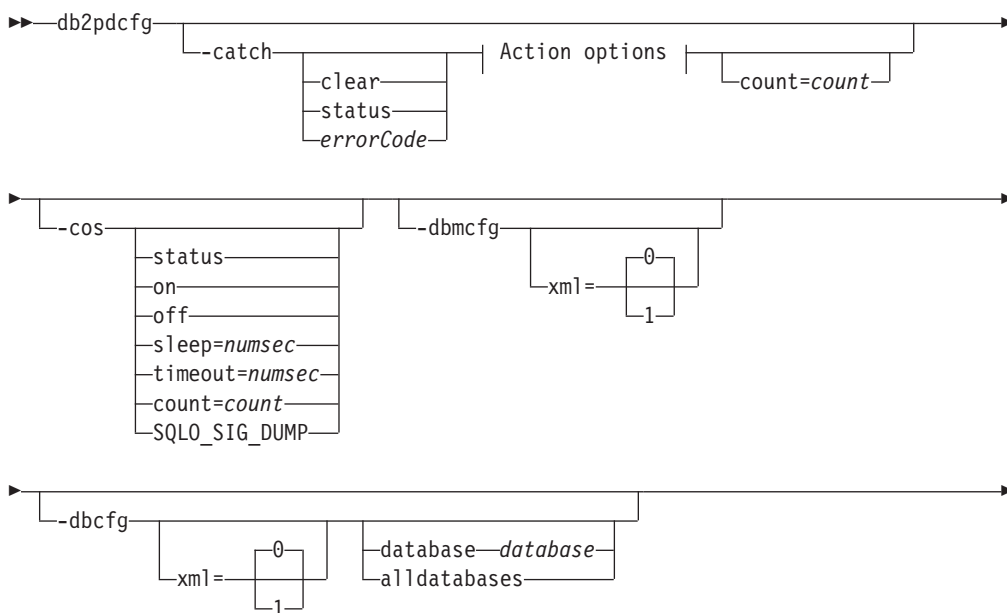 db2pdcfg
-catch
Action options
clear
count=count
status
errorCode
-cos
-dbmcfg
status
0
on
xml=
off
1
sleep=numsec
timeout=numsec
count=count
SQLO_SIG_DUMP
-dbcfg
0
database database
xml=
alldatabases
1